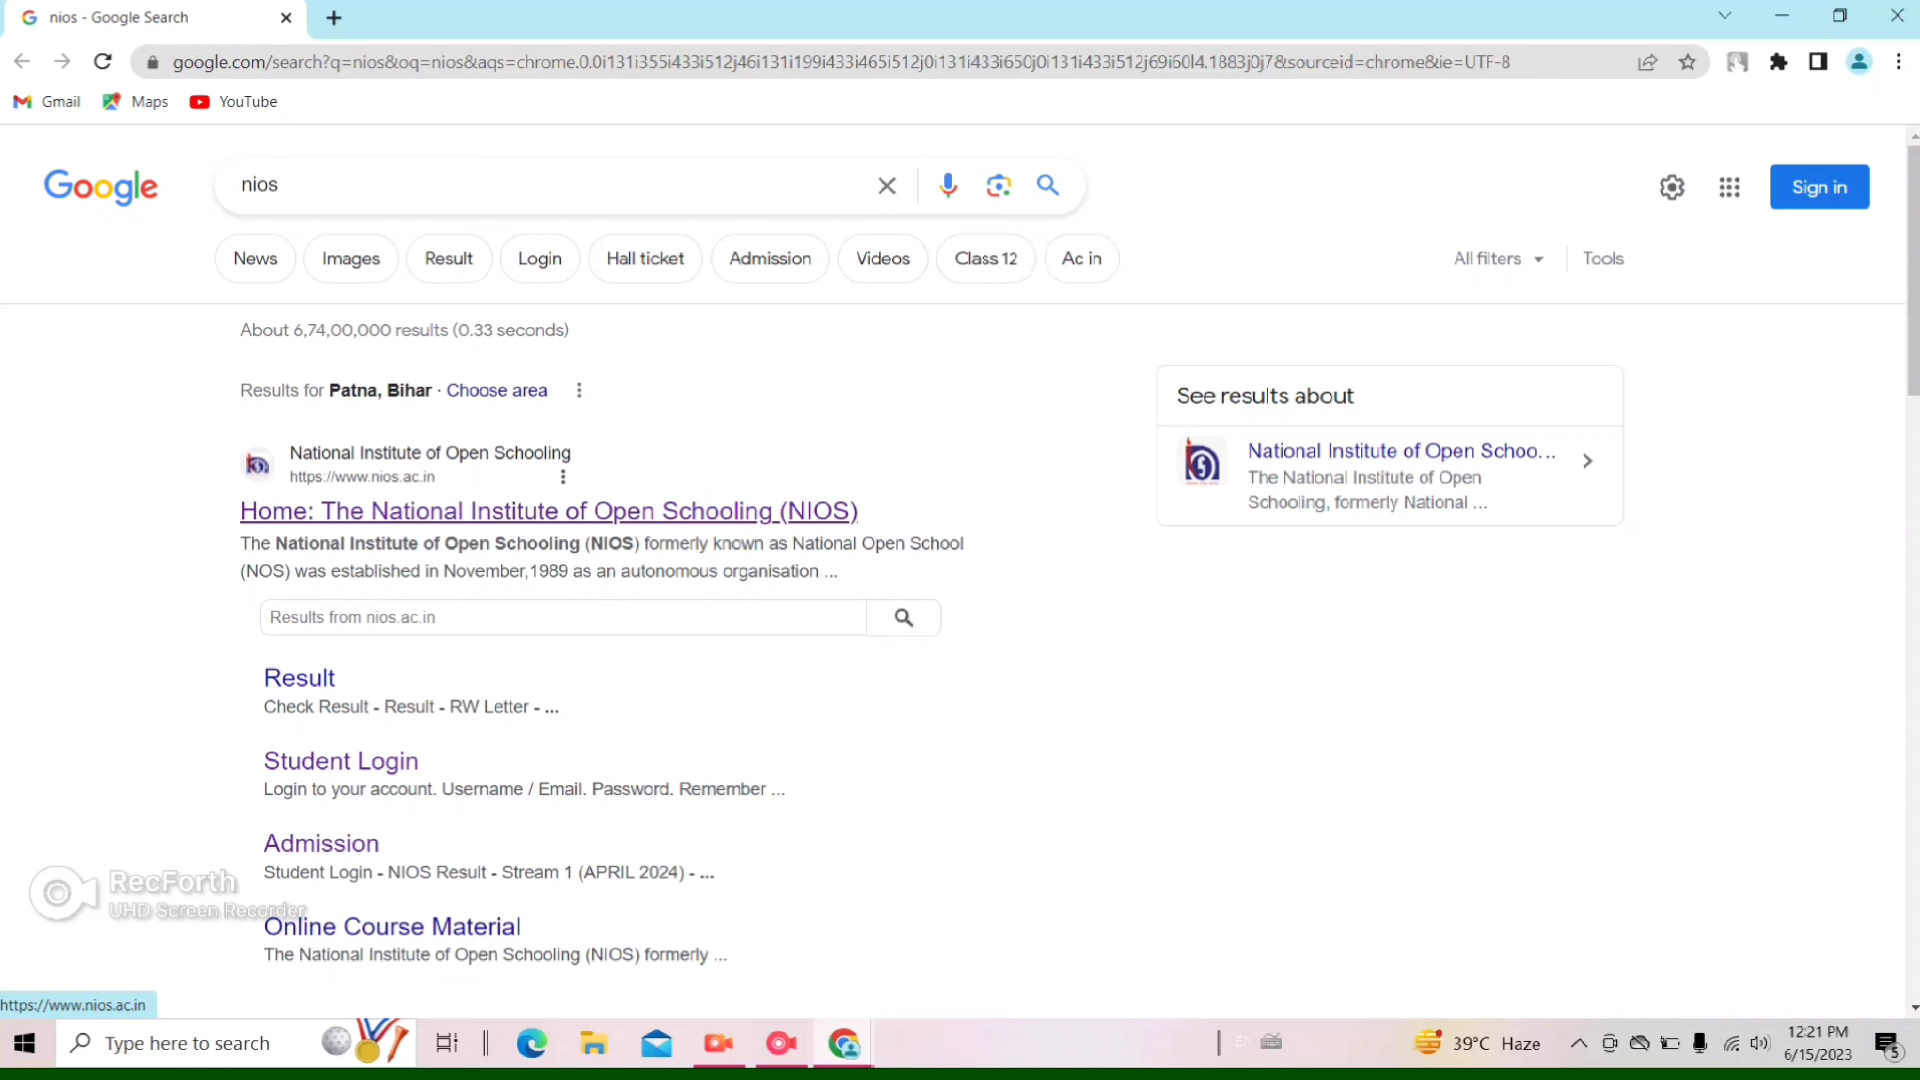 nios - Google Search
google.com/search?q=nios&oq=nios&aqs=chrome.0.0i131i355i433i512j46i131i199i433i465i512j0i131i433i650j0i131i433i512j69i60l4.1883j0j7&sourceid=chrome&ie=UTF-8
Gmail Maps YouTube
Google nios Sign in
News Images Result Login Hall ticket Admission Videos Class 12 Ac in All filters Tools
About 6,74,00,000 results (0.33 seconds)
Results for Patna, Bihar · Choose area
See results about
National Institute of Open Schooling
https://www.nios.ac.in
National Institute of Open Schoo...
The National Institute of Open
Schooling, formerly National ...
Home: The National Institute of Open Schooling (NIOS)
The National Institute of Open Schooling (NIOS) formerly known as National Open School
(NOS) was established in November,1989 as an autonomous organisation ...
Results from nios.ac.in
Result
Check Result - Result - RW Letter - ...
Student Login
Login to your account. Username / Email. Password. Remember ...
Admission
Student Login - NIOS Result - Stream 1 (APRIL 2024) - ...
RecForth
UHD Screen Recorder
Online Course Material
The National Institute of Open Schooling (NIOS) formerly ...
https://www.nios.ac.in
Type here to search
EN
39°C Haze
12:21 PM
6/15/2023
5